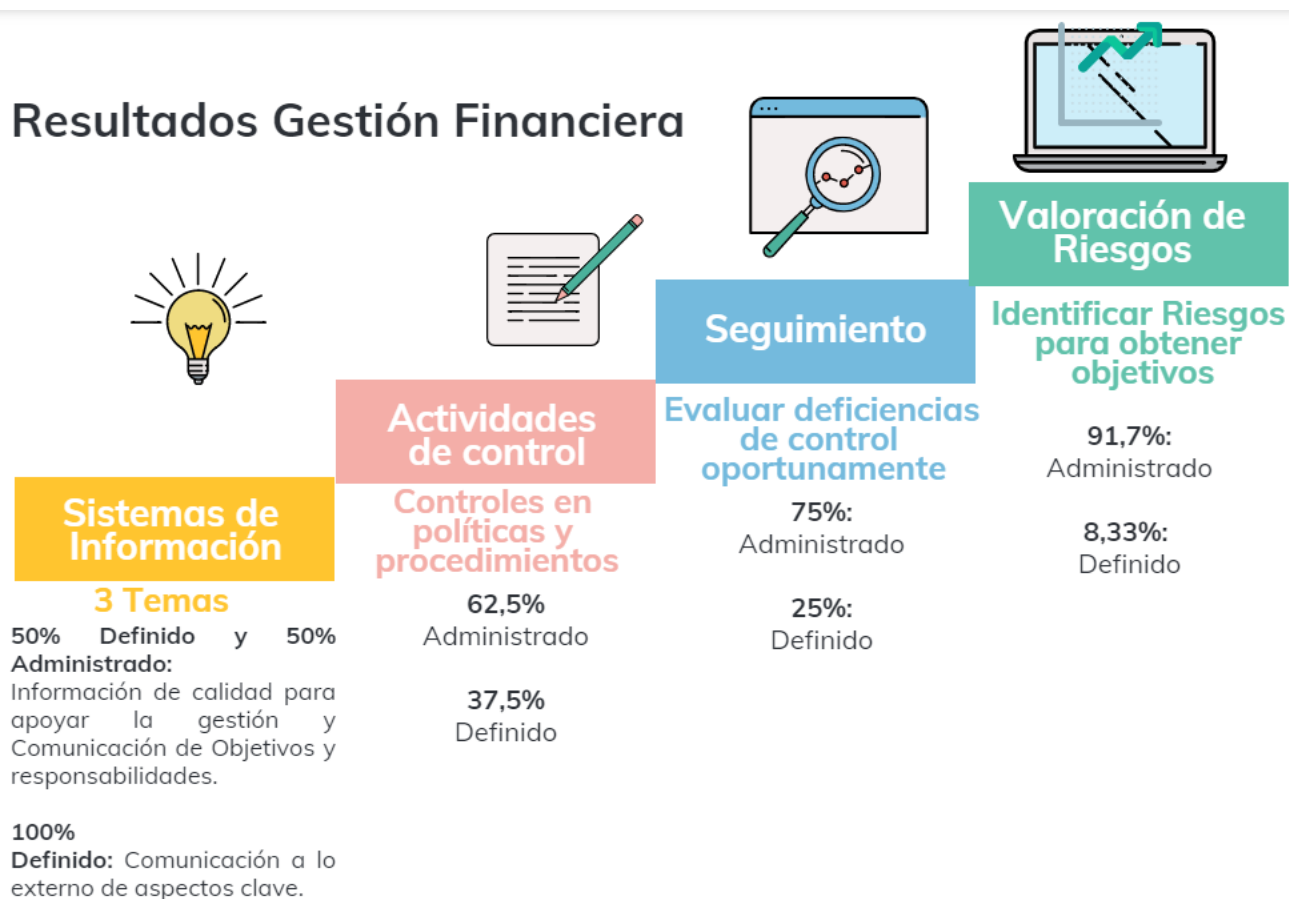 Resultados Gestión Financiera
Sistemas de
Información
3 Temas
50% Definido y 50%
Administrado:
Información de calidad para
apoyar la gestión y
Comunicación de Objetivos y
responsabilidades.
100%
Definido: Comunicación a lo
externo de aspectos clave.
Actividades
de control
Controles en
políticas y
procedimientos
62,5%
Administrado
37,5%
Definido
Seguimiento
Evaluar deficiencias
de control
oportunamente
75%:
Administrado
25%:
Definido
Valoración de
Riesgos
Identificar Riesgos
para obtener
objetivos
91,7%:
Administrado
8,33%:
Definido